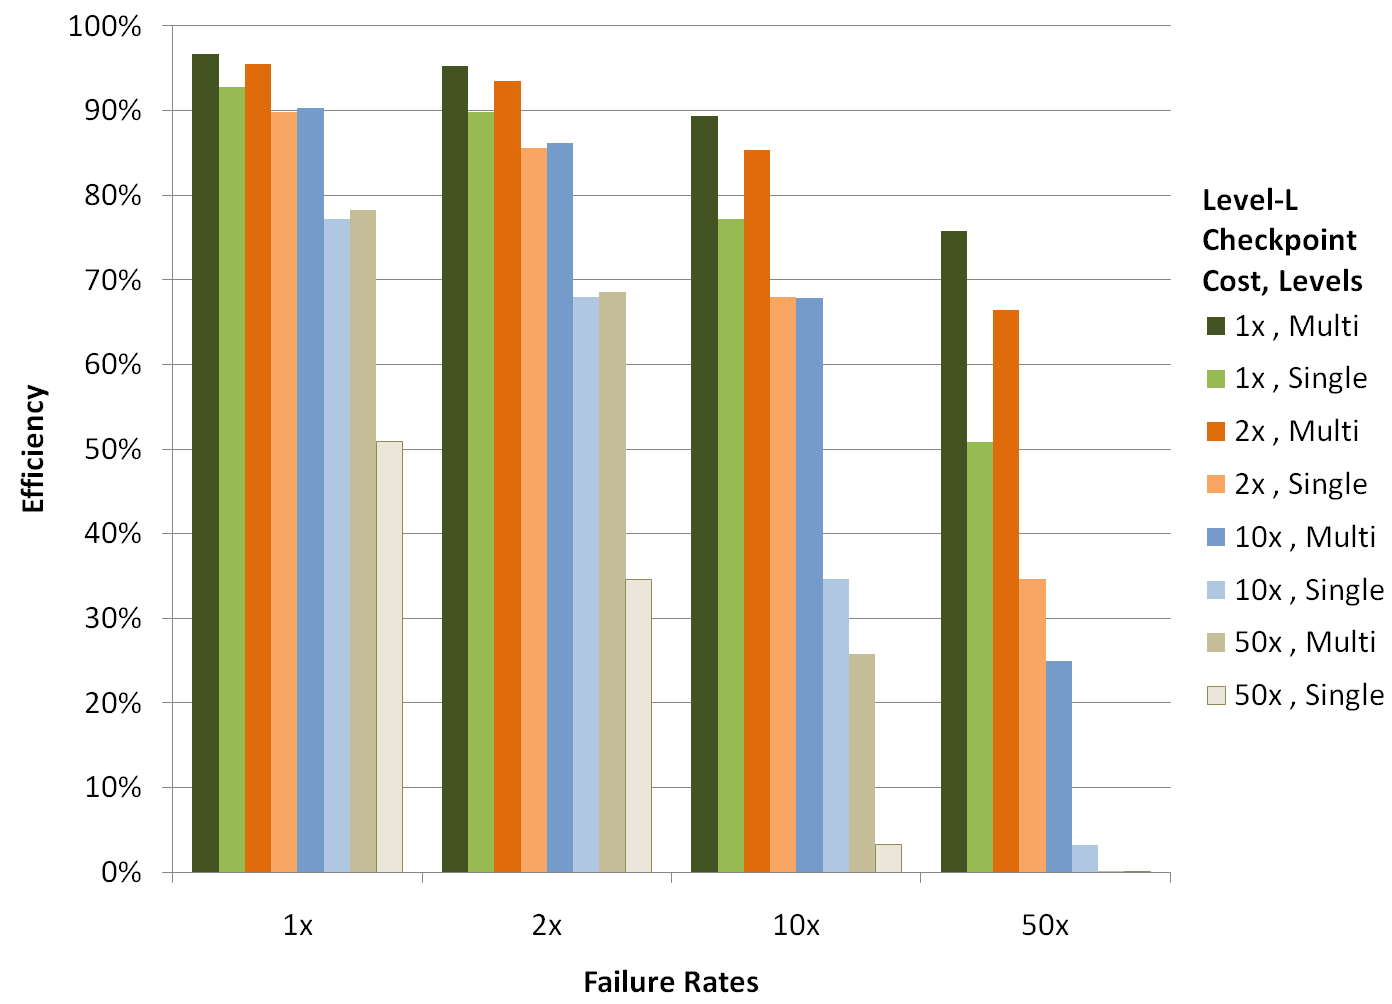 100%
90%
80%
70%
60%
50%
40%
30%
20%
10%
0%
Efficiency
1x
2x
10x
50x
Failure Rates
Level-L
Checkpoint
Cost, Levels
1x , Multi
1x , Single
2x , Multi
2x , Single
10x , Multi
10x , Single
50x , Multi
50x , Single